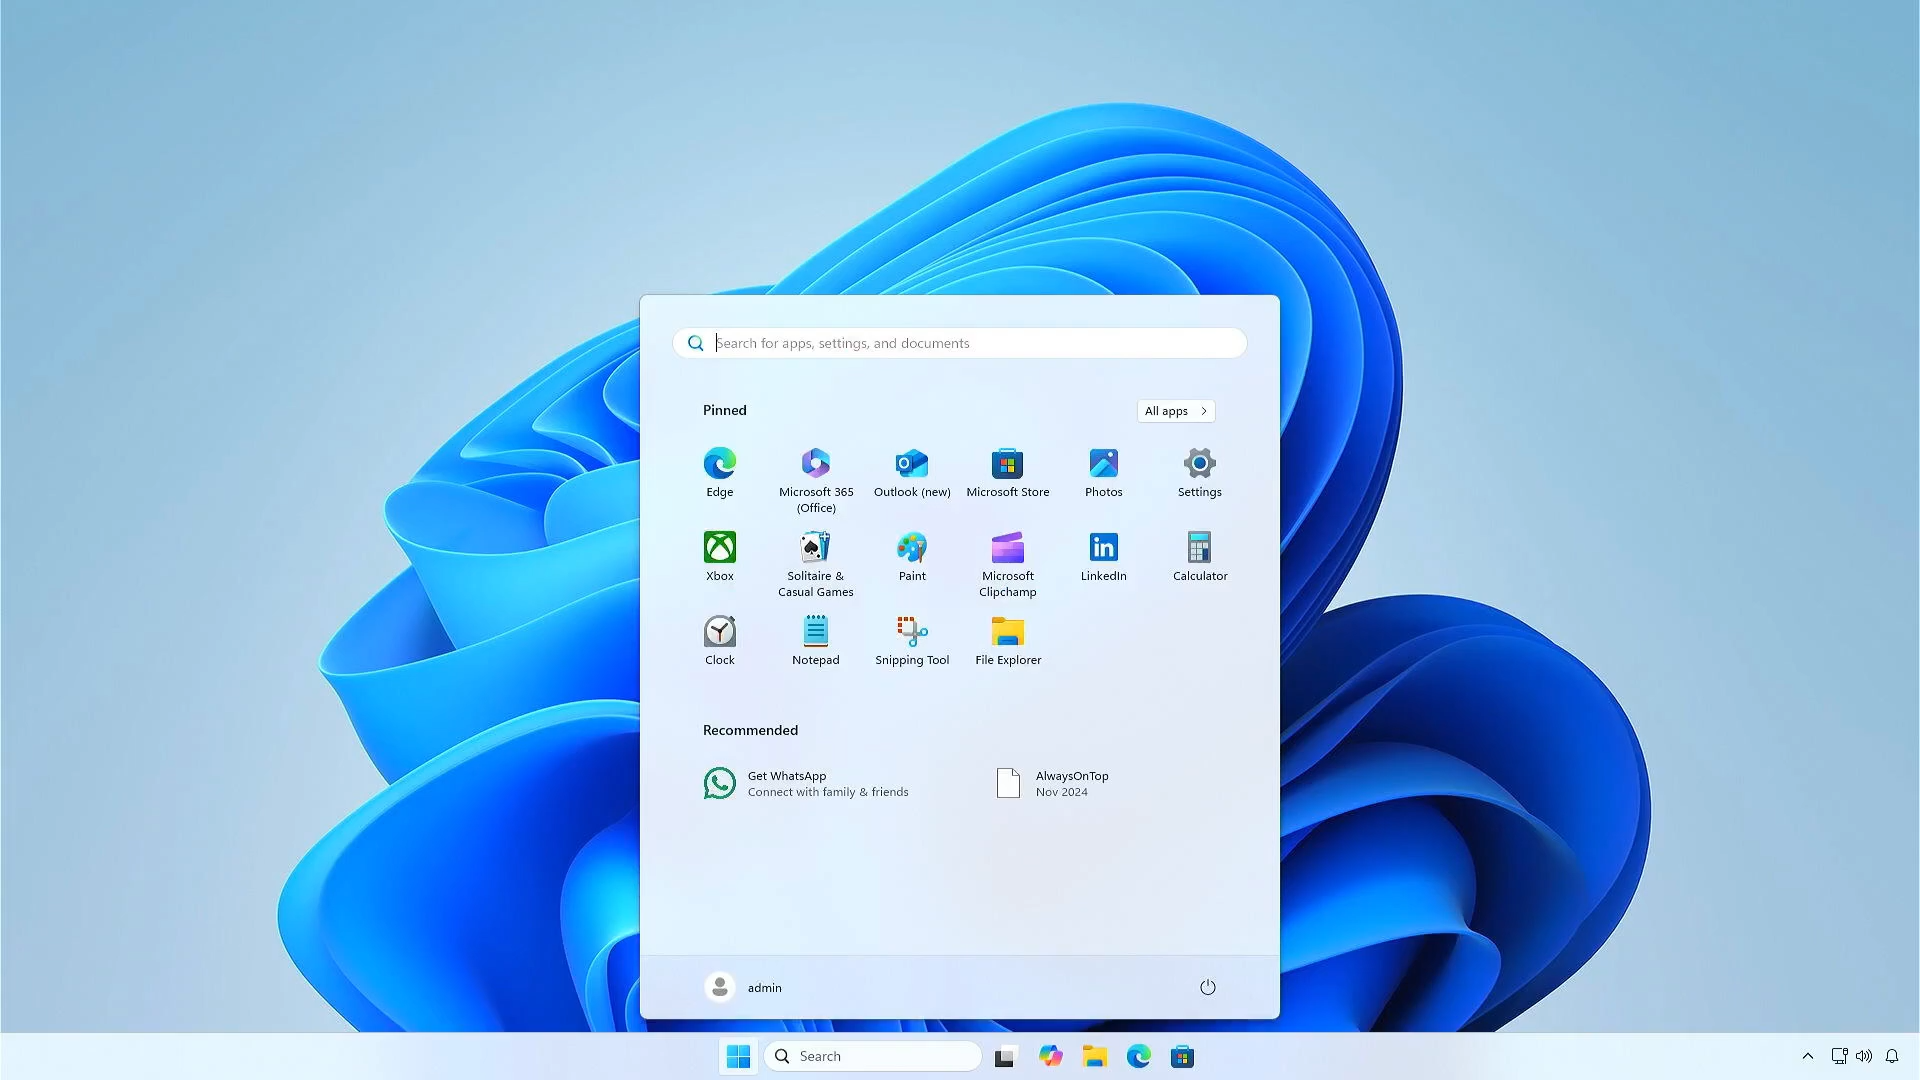 Search for apps, settings, and documents
Pinned
All apps
Edge
Microsoft 365
(Office)
Outlook (new)
Microsoft Store
Photos
Settings
Xbox
Solitaire &
Casual Games
Paint
Microsoft
Clipchamp
in
LinkedIn
Calculator
Clock
Notepad
Snipping Tool
File Explorer
Recommended
Get WhatsApp
Connect with family & friends
AlwaysOnTop
Nov 2024
admin
Search